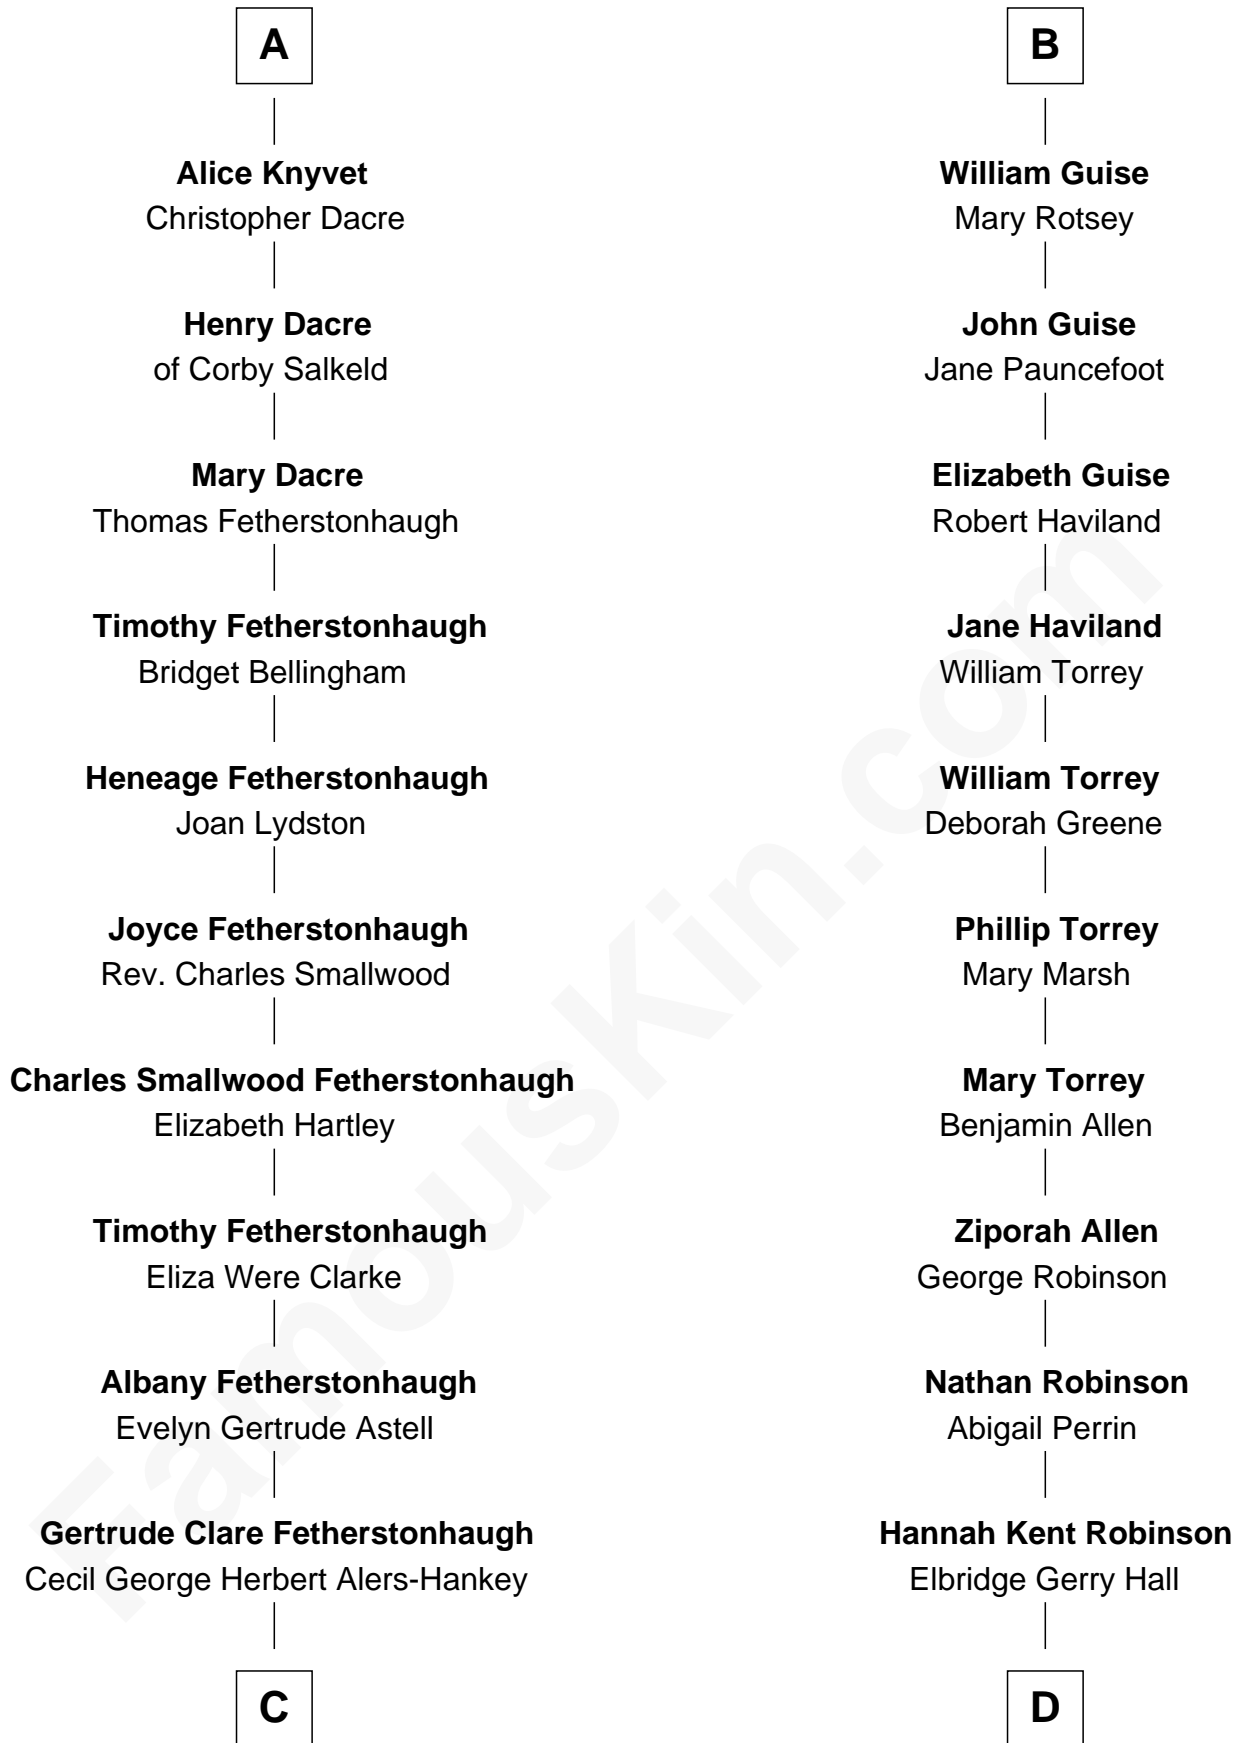 A
Alice Knyvet
Christopher Dacre
Henry Dacre
of Corby Salkeld
Mary Dacre
Thomas Fetherstonhaugh
Timothy Fetherstonhaugh
Bridget Bellingham
Heneage Fetherstonhaugh
Joan Lydston
Joyce Fetherstonhaugh
Rev. Charles Smallwood
Charles Smallwood Fetherstonhaugh
Elizabeth Hartley
Timothy Fetherstonhaugh
Eliza Were Clarke
Albany Fetherstonhaugh
Evelyn Gertrude Astell
Gertrude Clare Fetherstonhaugh
Cecil George Herbert Alers-Hankey
C
B
William Guise
Mary Rotsey
John Guise
Jane Pauncefoot
Elizabeth Guise
Robert Haviland
Jane Haviland
William Torrey
William Torrey
Deborah Greene
Phillip Torrey
Mary Marsh
Mary Torrey
Benjamin Allen
Ziporah Allen
George Robinson
Nathan Robinson
Abigail Perrin
Hannah Kent Robinson
Elbridge Gerry Hall
D
FamousKin.com